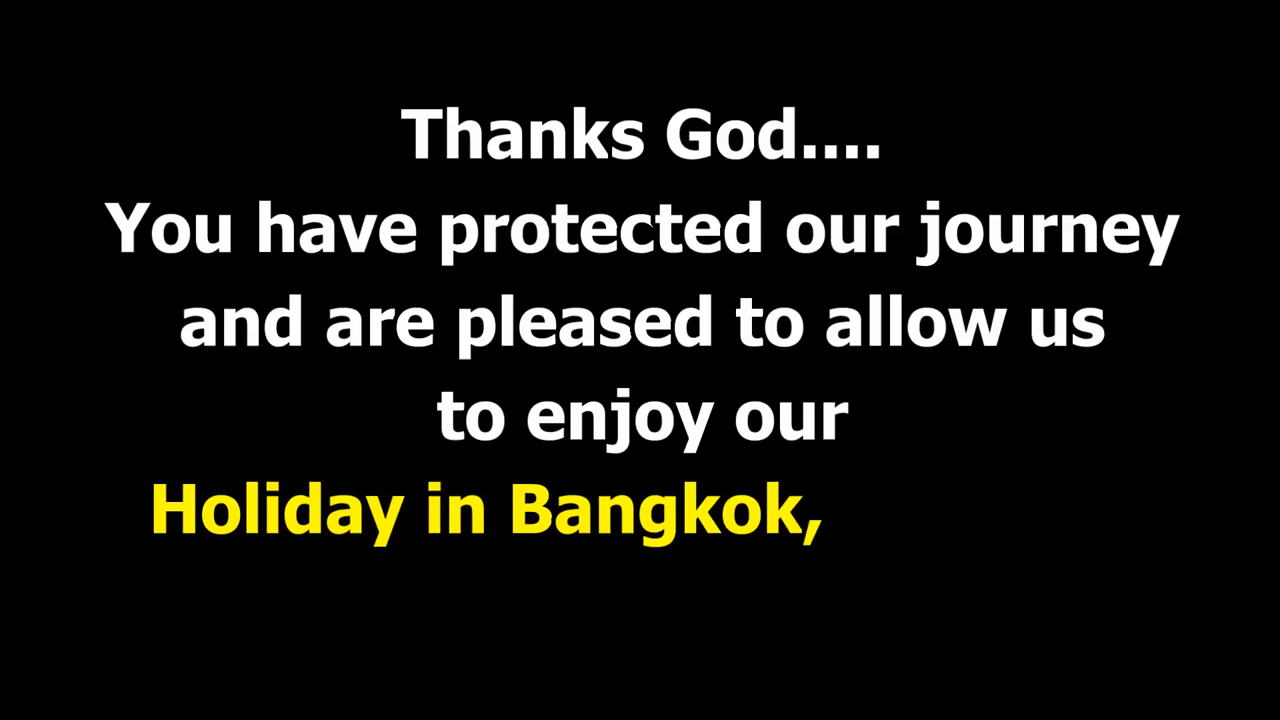 Thanks God....
You have protected our journey
and are pleased to allow us
to enjoy our
Holiday in Bangkok,